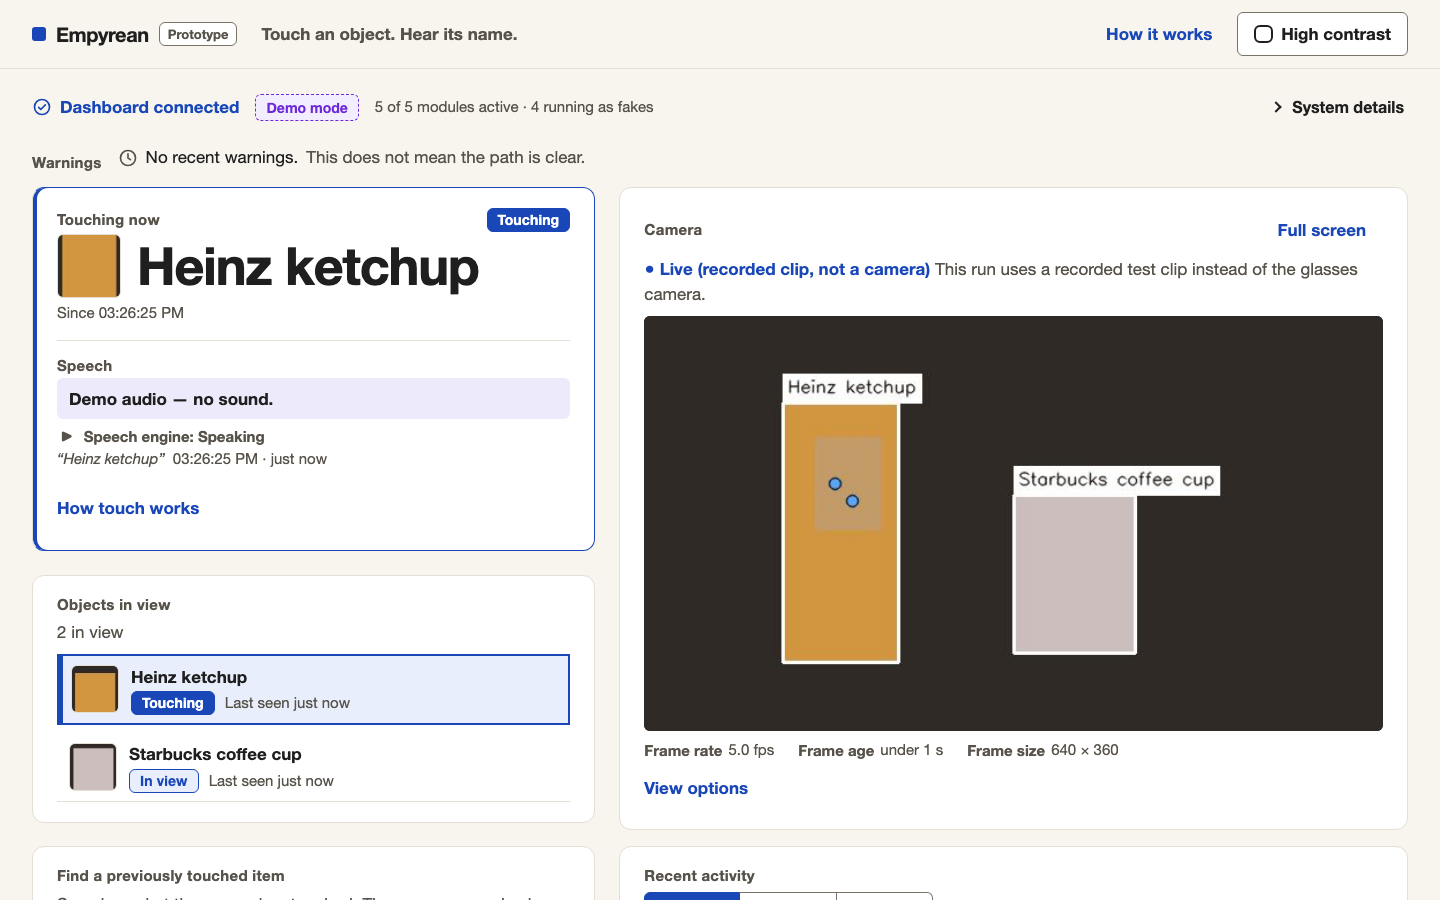 Empyrean
Prototype
Touch an object. Hear its name.
How it works
High contrast
Dashboard connected
Demo mode
5 of 5 modules active · 4 running as fakes
System details
Warnings
No recent warnings. This does not mean the path is clear.
Touching now
Touching
Heinz ketchup
Since 03:26:25 PM
Speech
Demo audio — no sound.
Speech engine: Speaking
“Heinz ketchup” 03:26:25 PM · just now
How touch works
Objects in view
2 in view
Heinz ketchup
Touching
Last seen just now
Starbucks coffee cup
In view
Last seen just now
Find a previously touched item
Camera
Full screen
Live (recorded clip, not a camera) This run uses a recorded test clip instead of the glasses
camera.
Heinz ketchup
Starbucks coffee cup
Frame rate 5.0 fps
Frame age under 1 s
Frame size 640 × 360
View options
Recent activity